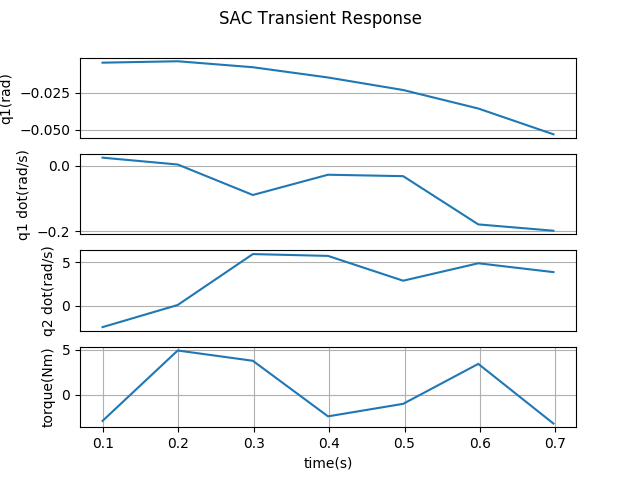 SAC Transient Response
q1(rad)
−0.025
−0.050
q1 dot(rad/s)
0.0
−0.2
q2 dot(rad/s)
5
0
torque(Nm)
5
0
0.1 0.2 0.3 0.4 0.5 0.6 0.7
time(s)